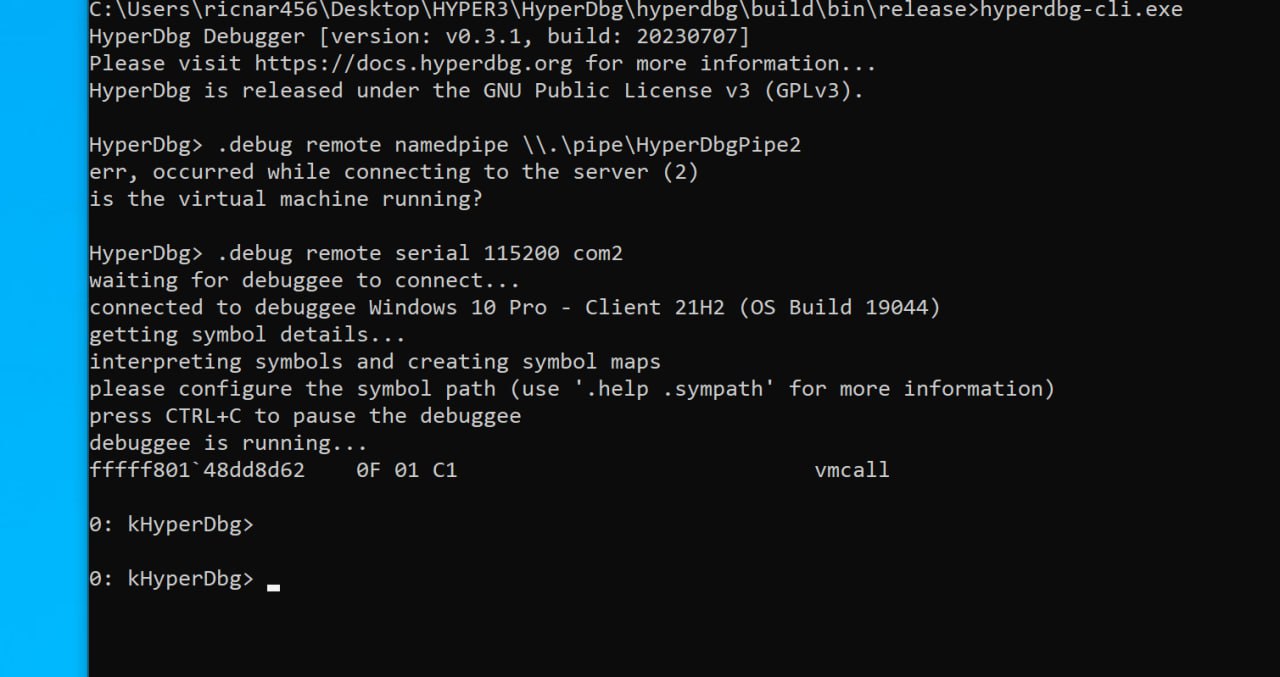 C:\Users\ricnar456\Desktop\HYPER3\HyperDbg\hyperdbg\build\bin\release>hyperdbg-cli.exe
HyperDbg Debugger [version: v0.3.1, build: 20230707]
Please visit https://docs.hyperdbg.org for more information...
HyperDbg is released under the GNU Public License v3 (GPLv3).
HyperDbg> .debug remote namedpipe \\.\pipe\HyperDbgPipe2
err, occurred while connecting to the server (2)
is the virtual machine running?
HyperDbg> .debug remote serial 115200 com2
waiting for debuggee to connect...
connected to debuggee Windows 10 Pro - Client 21H2 (OS Build 19044)
getting symbol details...
interpreting symbols and creating symbol maps
please configure the symbol path (use '.help .sympath' for more information)
press CTRL+C to pause the debuggee
debuggee is running...
fffff801`48dd8d62    0F 01 C1                                  vmcall
0: kHyperDbg>
0: kHyperDbg> _